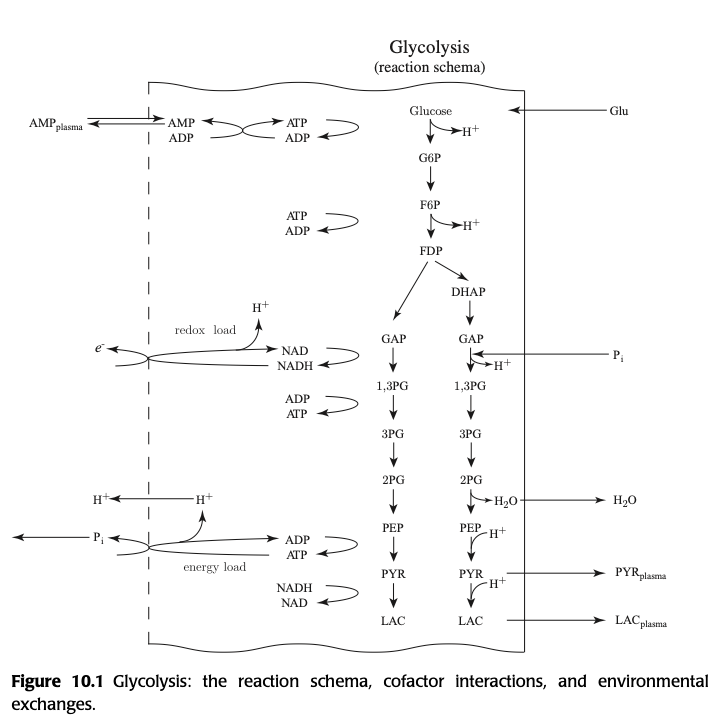 Glycolysis
(reaction schema)
AMPplasma
AMP
ADP
ATP
ADP
Glucose
H+
Glu
G6P
ATP
ADP
F6P
H+
FDP
DHAP
H+
redox load
e-
NAD
NADH
GAP
GAP
H+
Pi
1,3PG
1,3PG
ADP
ATP
3PG
3PG
2PG
2PG
H+
H+
H2O
H2O
Pi
ADP
ATP
energy load
PEP
PEP
H+
PYR
PYR
H+
PYRplasma
NADH
NAD
LAC
LAC
LACplasma
Figure 10.1 Glycolysis: the reaction schema, cofactor interactions, and environmental
exchanges.